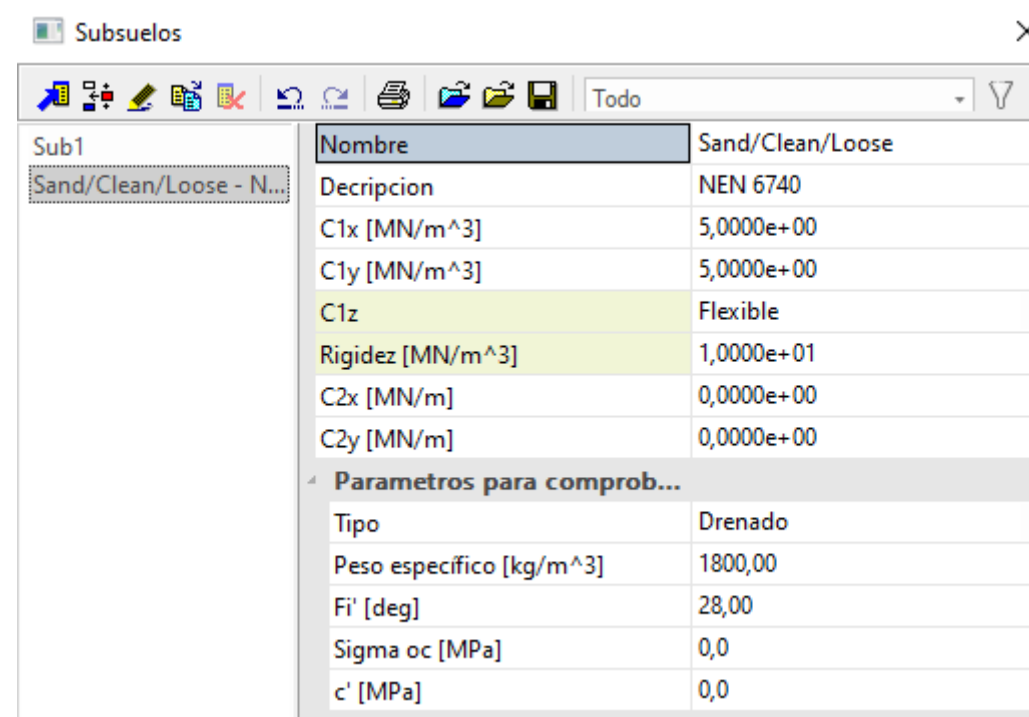 Subsuelos
Todo
Sub1
Sand/Clean/Loose - N...
Nombre Sand/Clean/Loose
Decripcion NEN 6740
C1x [MN/m^3] 5,0000e+00
C1y [MN/m^3] 5,0000e+00
C1z Flexible
Rigidez [MN/m^3] 1,0000e+01
C2x [MN/m] 0,0000e+00
C2y [MN/m] 0,0000e+00
Parametros para comprob...
Tipo Drenado
Peso específico [kg/m^3] 1800,00
Fi' [deg] 28,00
Sigma oc [MPa] 0,0
c' [MPa] 0,0